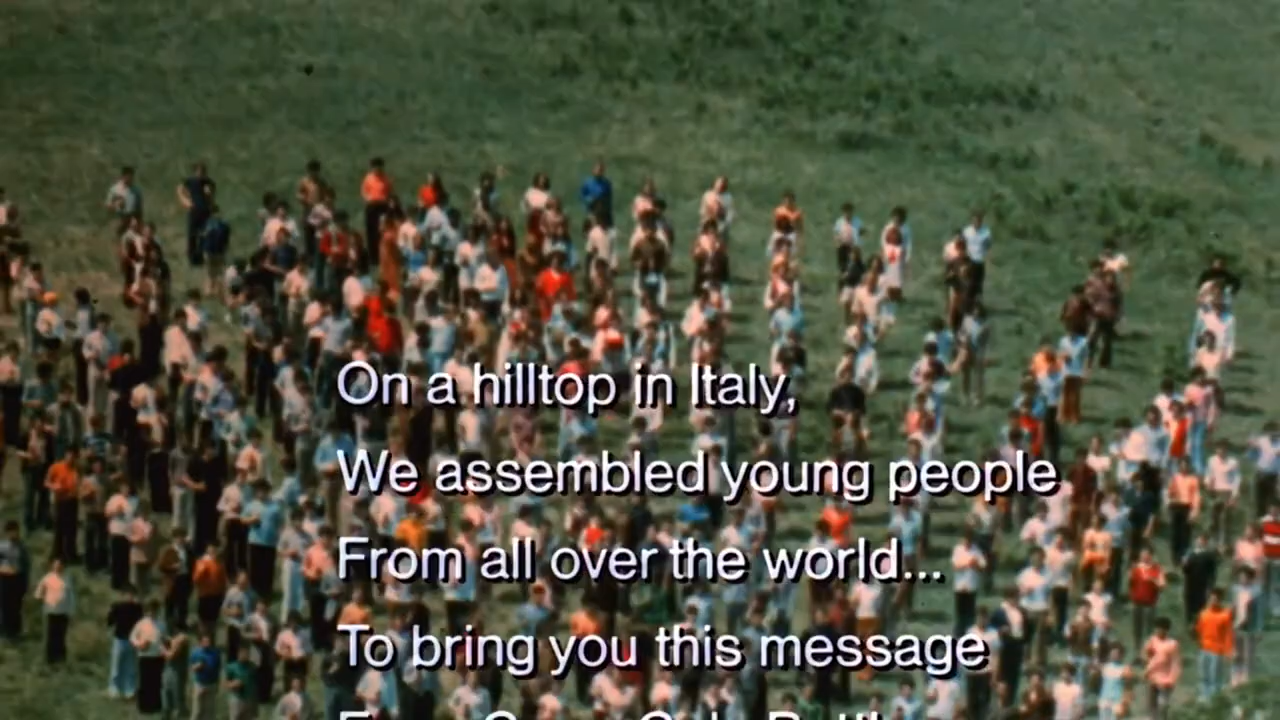 On a hilltop in Italy,
We assembled young people
From all over the world...
To bring you this message